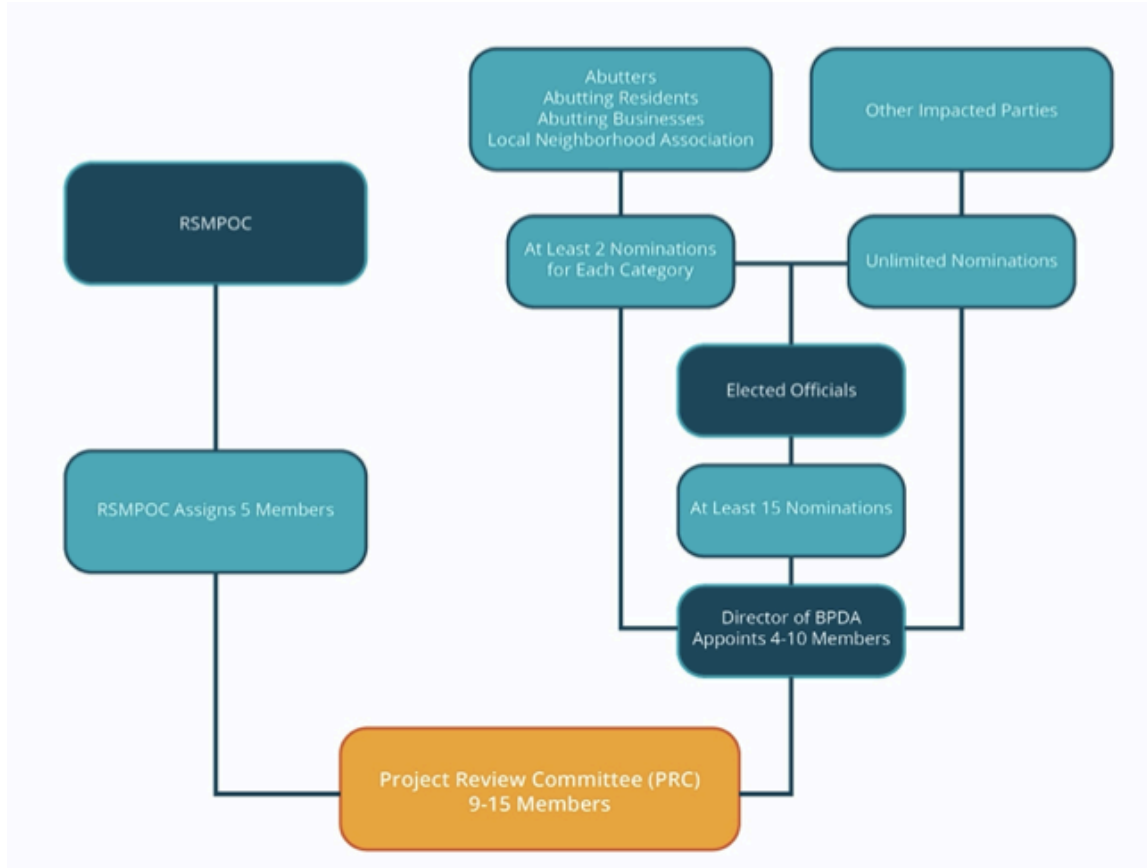 Abutters
Abutting Residents
Abutting Businesses
Local Neighborhood Association
Other Impacted Parties
RSMPOC
At Least 2 Nominations
for Each Category
Unlimited Nominations
Elected Officials
RSMPOC Assigns 5 Members
At Least 15 Nominations
Director of BPDA
Appoints 4-10 Members
Project Review Committee (PRC)
9-15 Members